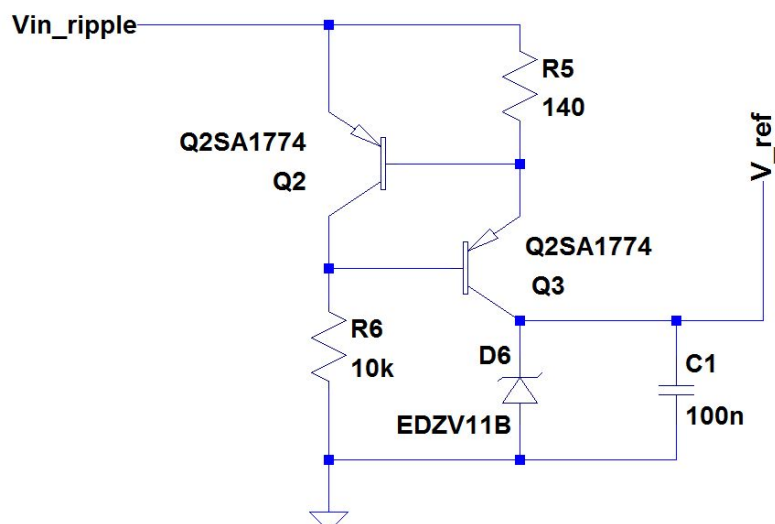 Vin_ripple
R5
140
Q2SA1774
Q2
V_ref
Q2SA1774
Q3
R6
10k
D6
EDZV11B
C1
100n